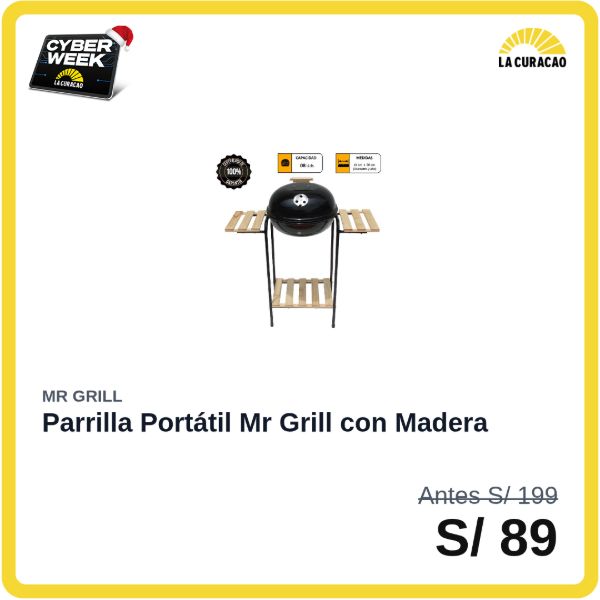 CYBER
WEEK
LA CURACAO
LA CURACAO
100%
CAPACIDAD
MEDIDAS
MR GRILL
Parrilla Portátil Mr Grill con Madera
Antes S/ 199
S/ 89